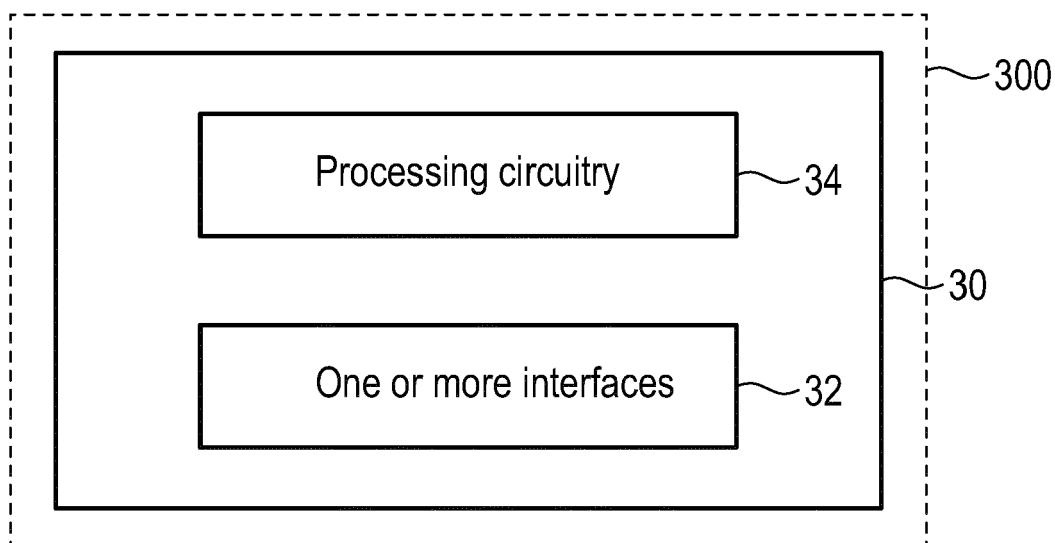 300
Processing circuitry
34
30
One or more interfaces
32